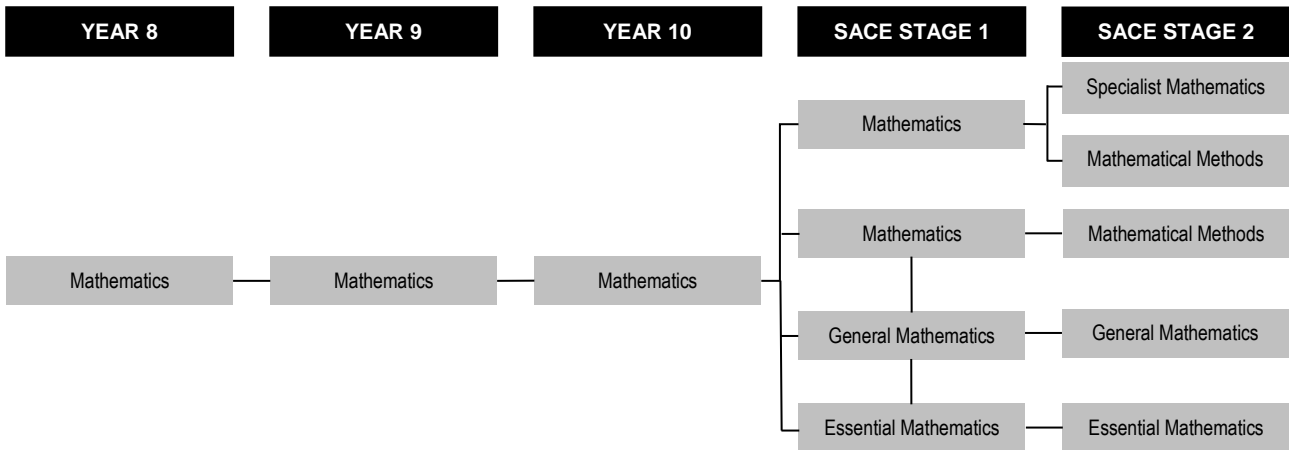 YEAR 8
YEAR 9
YEAR 10
SACE STAGE 1
SACE STAGE 2
Specialist Mathematics
Mathematics
Mathematical Methods
Mathematics
Mathematical Methods
Mathematics
Mathematics
Mathematics
General Mathematics
General Mathematics
Essential Mathematics
Essential Mathematics